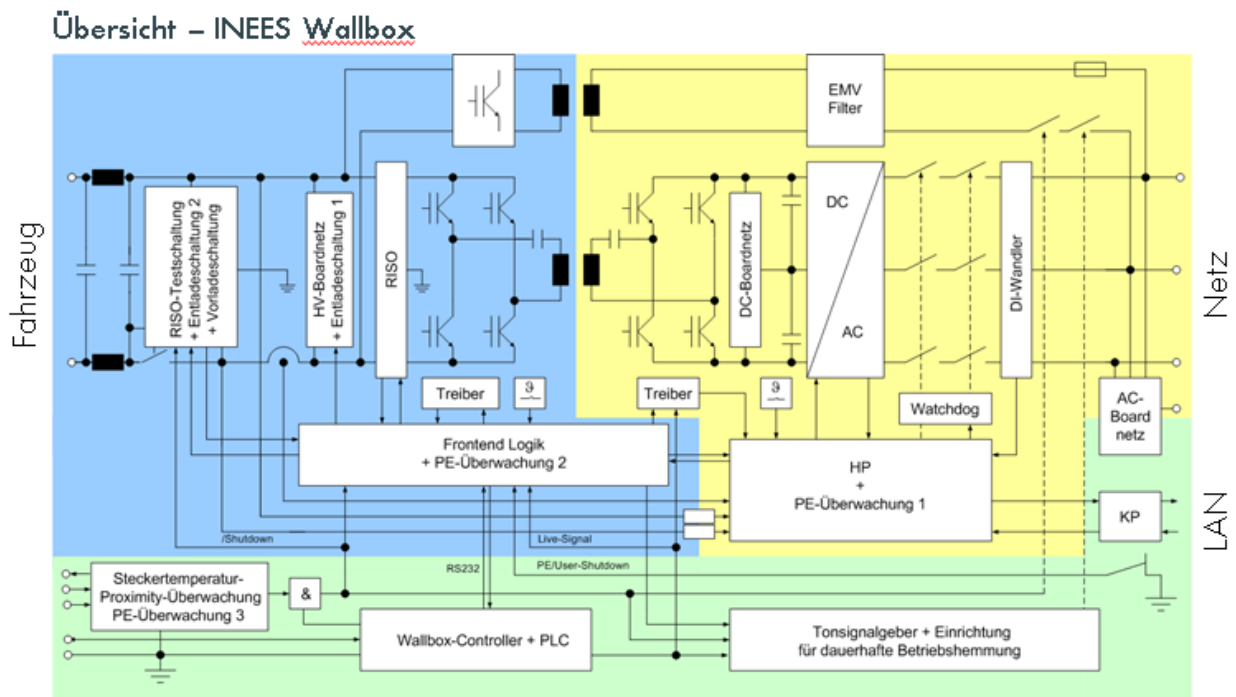 Übersicht – INEES Wallbox
EMV
Filter
Fahrzeug
RISO-Testschaltung
+ Entladeschaltung 2
+ Vorladeschaltung
HV-Boardnetz
+ Entladeschaltung 1
RISO
DC-Boardnetz
DC
AC
DI-Wandler
Netz
Treiber
ϑ
Treiber
ϑ
Watchdog
AC-
Board
netz
Frontend Logik
+ PE-Überwachung 2
HP
+
PE-Überwachung 1
KP
LAN
/Shutdown
Live-Signal
RS232
PE/User-Shutdown
Steckertemperatur-
Proximity-Überwachung
PE-Überwachung 3
&
Wallbox-Controller + PLC
Tonsignalgeber + Einrichtung
für dauerhafte Betriebshemmung